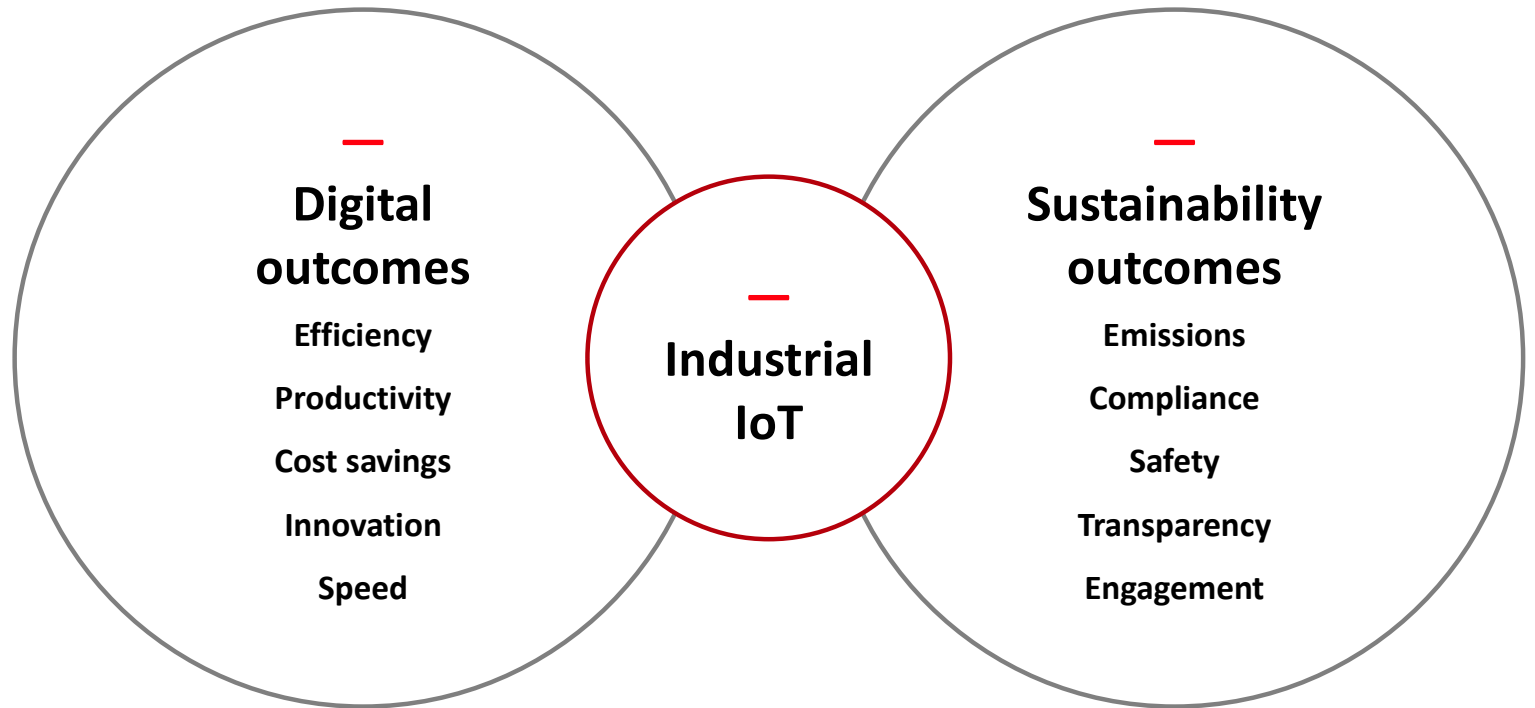 Digital
outcomes
Efficiency
Productivity
Cost savings
Innovation
Speed
Industrial
IoT
Sustainability
outcomes
Emissions
Compliance
Safety
Transparency
Engagement